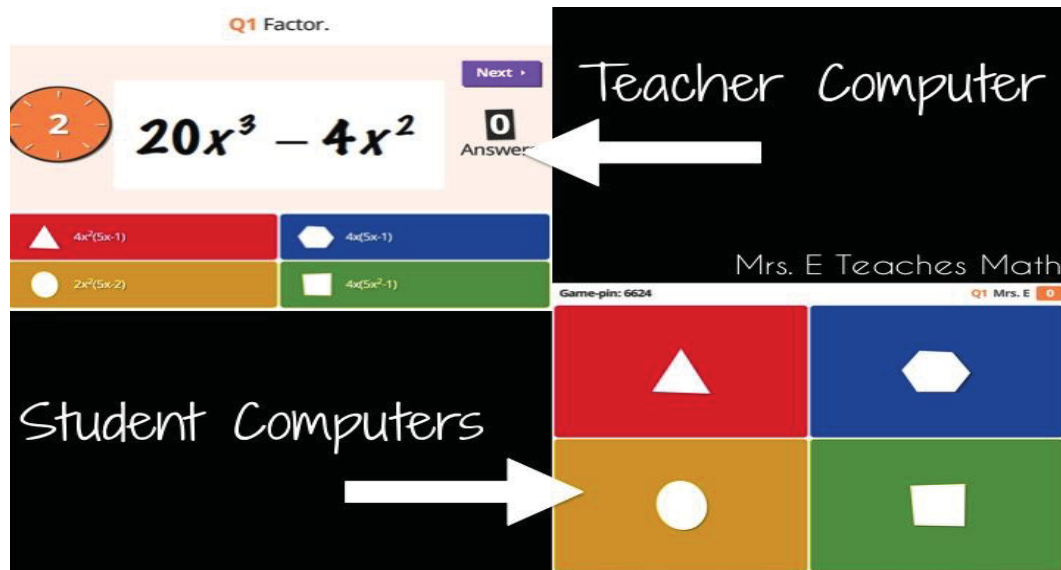 Q1 Factor.
Next ›
2
20x³ – 4x²
0
Answer
4x²(5x-1)
4x(5x-1)
2x²(5x-2)
4x(5x²-1)
Teacher Computer
Mrs. E Teaches Math
Game-pin: 6624
Q1 Mrs. E 0
Student Computers